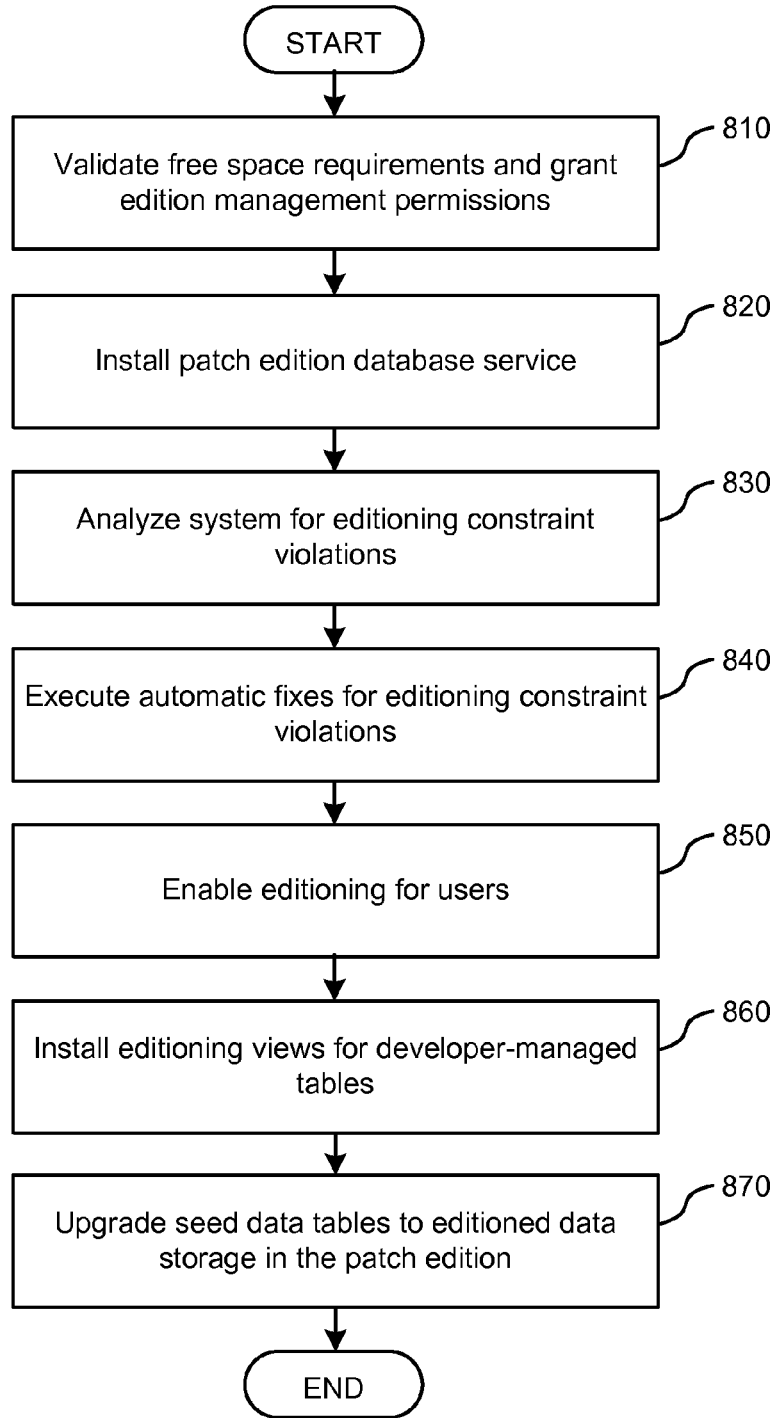 START
810
Validate free space requirements and grant
edition management permissions
820
Install patch edition database service
830
Analyze system for editioning constraint
violations
840
Execute automatic fixes for editioning constraint
violations
850
Enable editioning for users
860
Install editioning views for developer-managed
tables
870
Upgrade seed data tables to editioned data
storage in the patch edition
END